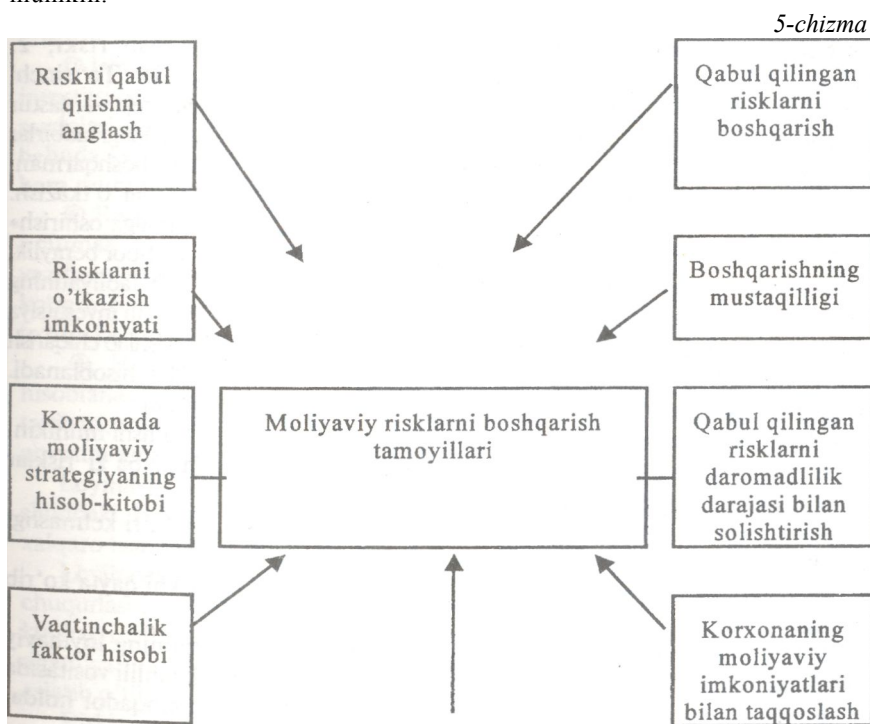 5-chizma
Riskni qabul
qilishni
anglash
Qabul qilingan
risklarni
boshqarish
Risklarni
o’tkazish
imkoniyati
Boshqarishning
mustaqilligi
Korxonada
moliyaviy
strategiyaning
hisob-kitobi
Moliyaviy risklarni boshqarish
tamoyillari
Qabul qilingan
risklarni
daromadlilik
darajasi bilan
solishtirish
Vaqtinchalik
faktor hisobi
Korxonaning
moliyaviy
imkoniyatlari
bilan taqqoslash